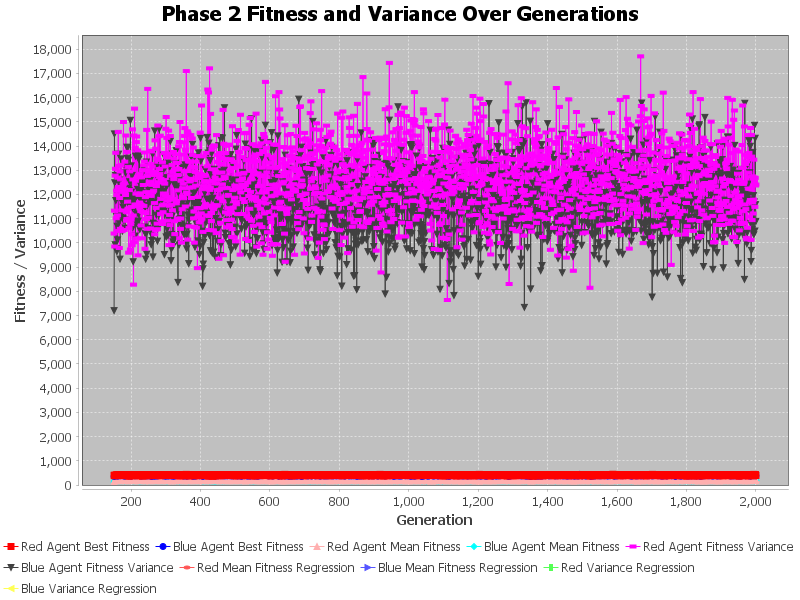 Phase 2 Fitness and Variance Over Generations
18,000
17,000
16,000
15,000
14,000
13,000
12,000
11,000
10,000
9,000
8,000
7,000
6,000
5,000
4,000
3,000
2,000
1,000
0
Fitness / Variance
200 400 600 800 1,000 1,200 1,400 1,600 1,800 2,000
Generation
Red Agent Best Fitness Blue Agent Best Fitness Red Agent Mean Fitness Blue Agent Mean Fitness Red Agent Fitness Variance
Blue Agent Fitness Variance Red Mean Fitness Regression Blue Mean Fitness Regression Red Variance Regression
Blue Variance Regression